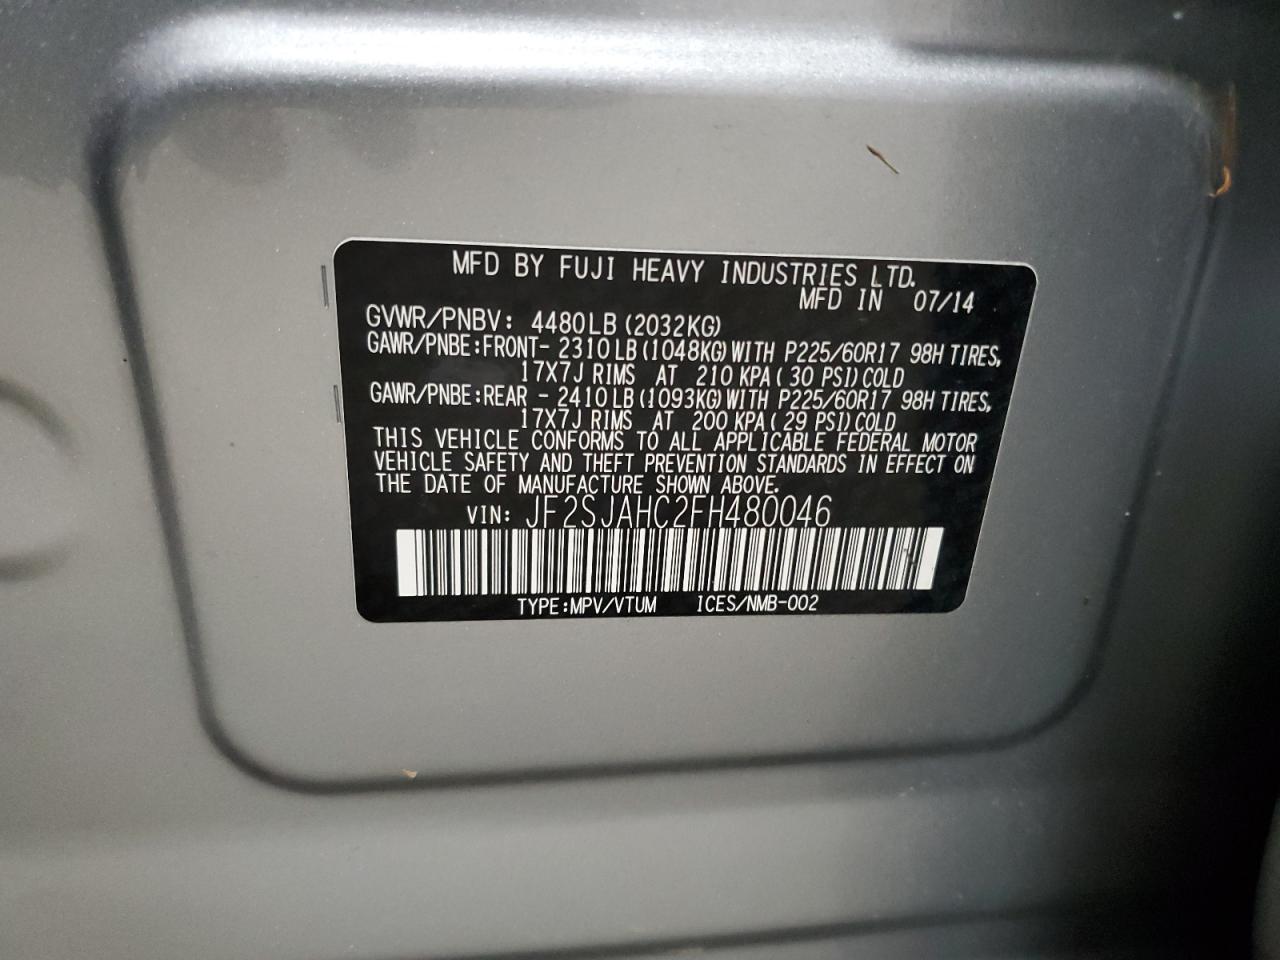 MFD BY FUJI HEAVY INDUSTRIES LTD.
MFD IN 07/14
GVWR/PNBV: 4480LB (2032KG)
GAWR/PNBE:FRONT- 2310LB (1048KG) WITH P225/60R17 98H TIRES,
17X7J RIMS AT 210 KPA ( 30 PSI) COLD
GAWR/PNBE:REAR - 2410LB (1093KG) WITH P225/60R17 98H TIRES,
17X7J RIMS AT 200 KPA ( 29 PSI) COLD
THIS VEHICLE CONFORMS TO ALL APPLICABLE FEDERAL MOTOR
VEHICLE SAFETY AND THEFT PREVENTION STANDARDS IN EFFECT ON
THE DATE OF MANUFACTURE SHOWN ABOVE.
VIN: JF2SJAHC2FH480046
TYPE:MPV/VTUM ICES/NMB-002